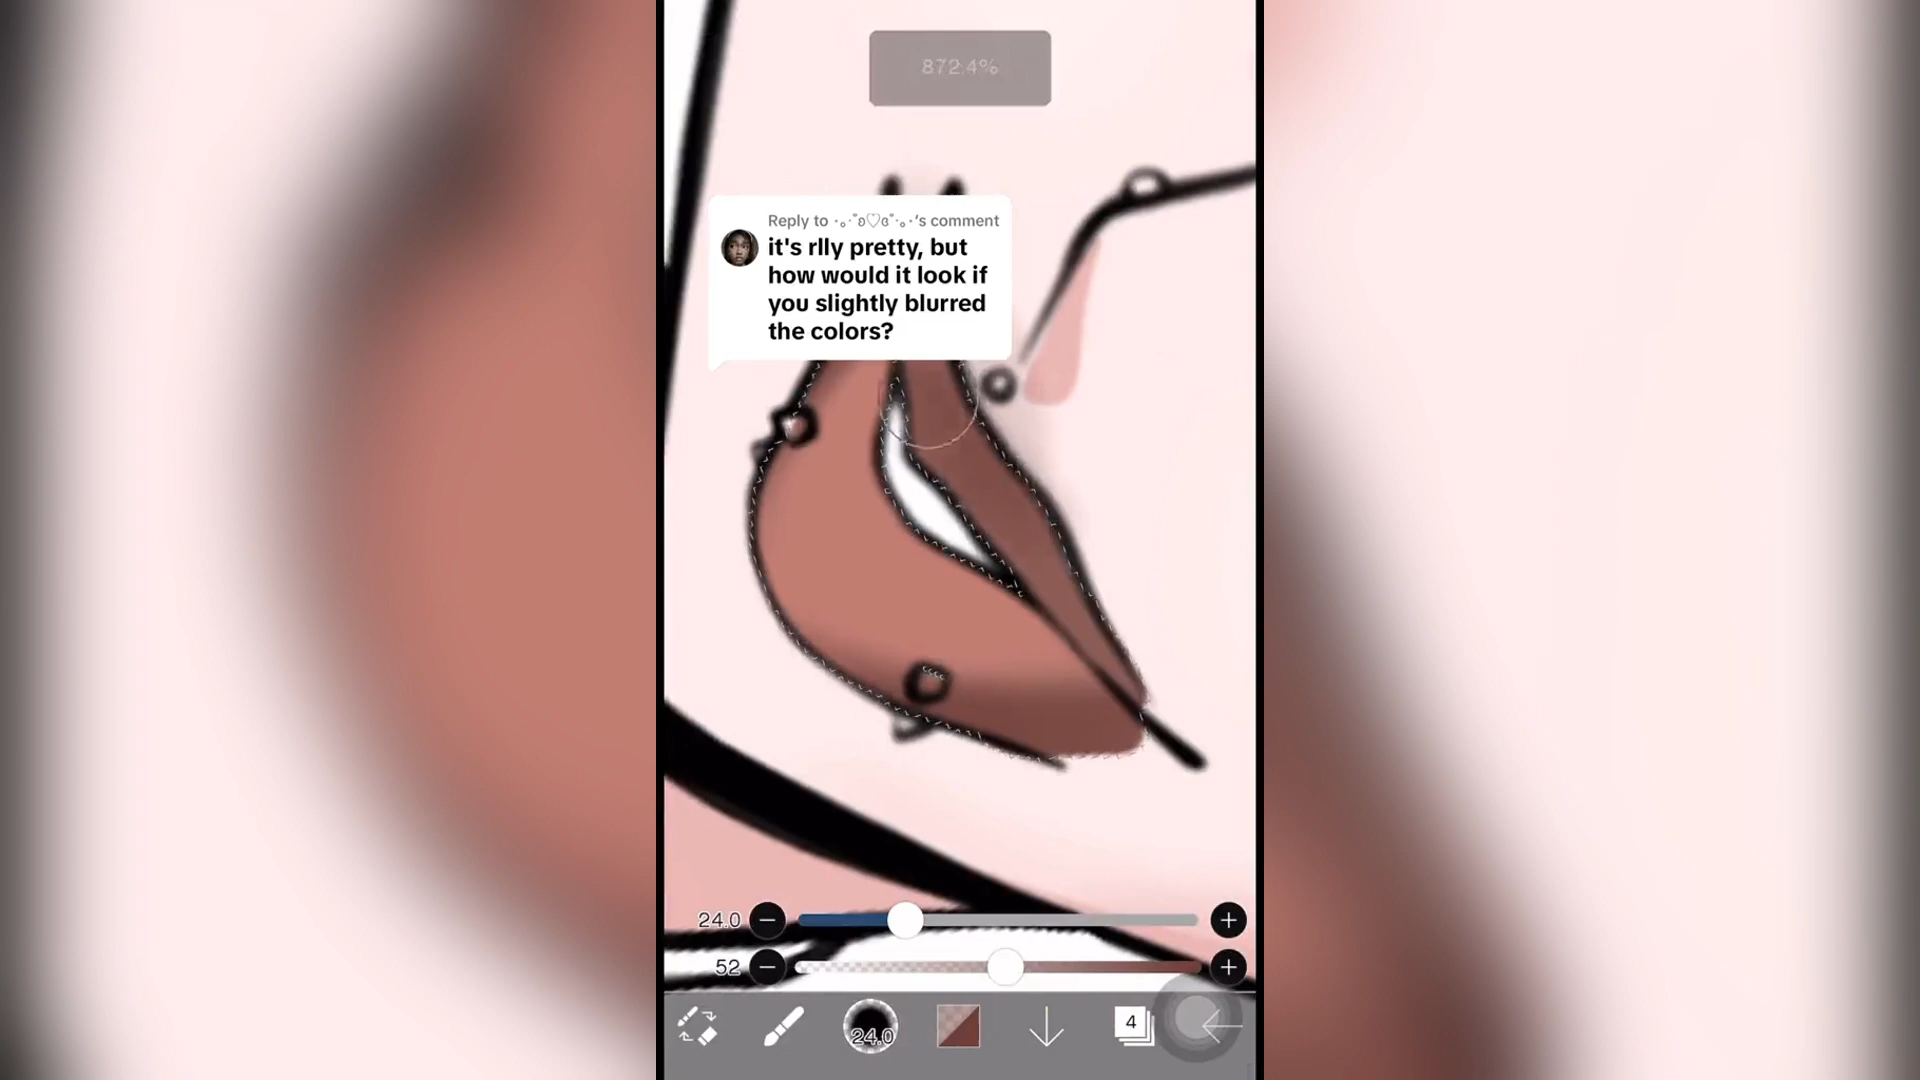 872.4%
Reply to ･｡･ﾟʚ♡ɞﾟ･｡･'s comment
it's rlly pretty, but
how would it look if
you slightly blurred
the colors?
24.0
52
24.0
4